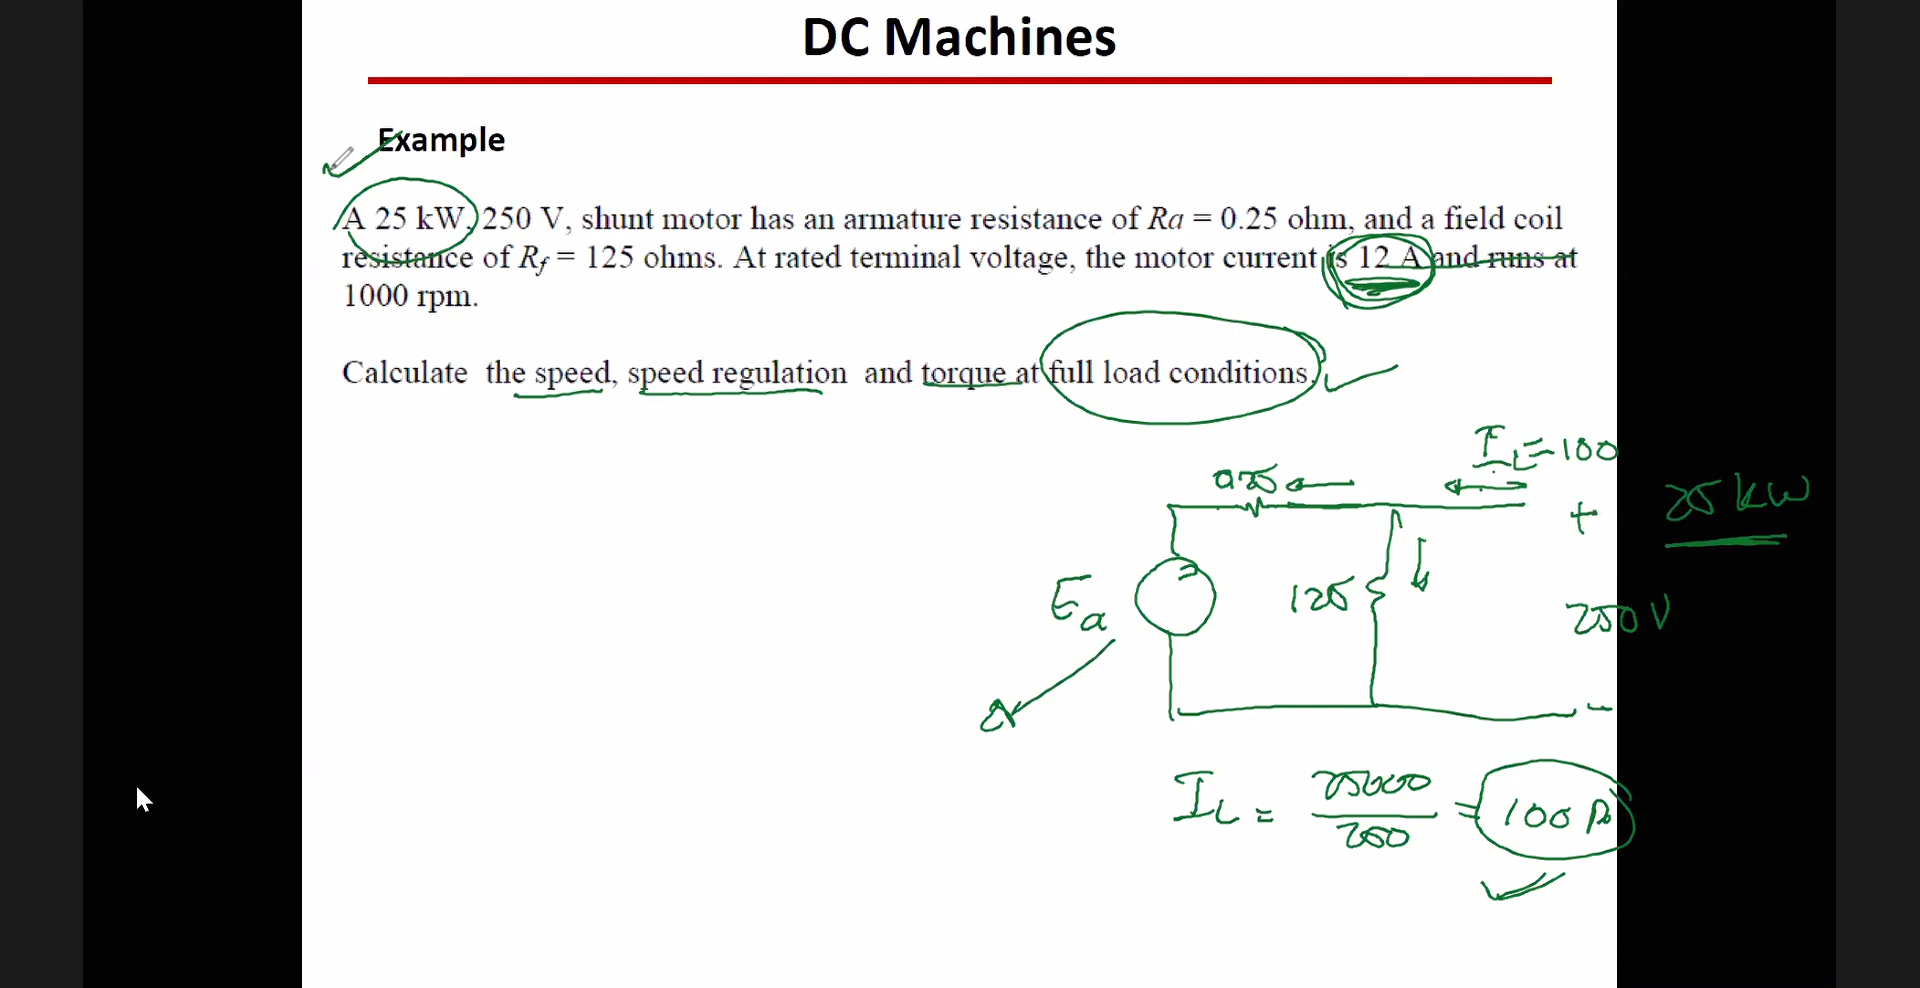 DC Machines
Example
A 25 kW, 250 V, shunt motor has an armature resistance of Ra = 0.25 ohm, and a field coil
resistance of Rf = 125 ohms. At rated terminal voltage, the motor current is 12 A and runs at
1000 rpm.
Calculate the speed, speed regulation and torque at full load conditions.
I_L = 100
0.25
+
25 kW
Ea
125
250 V
-
I_L = 25000 / 250 = 100 A